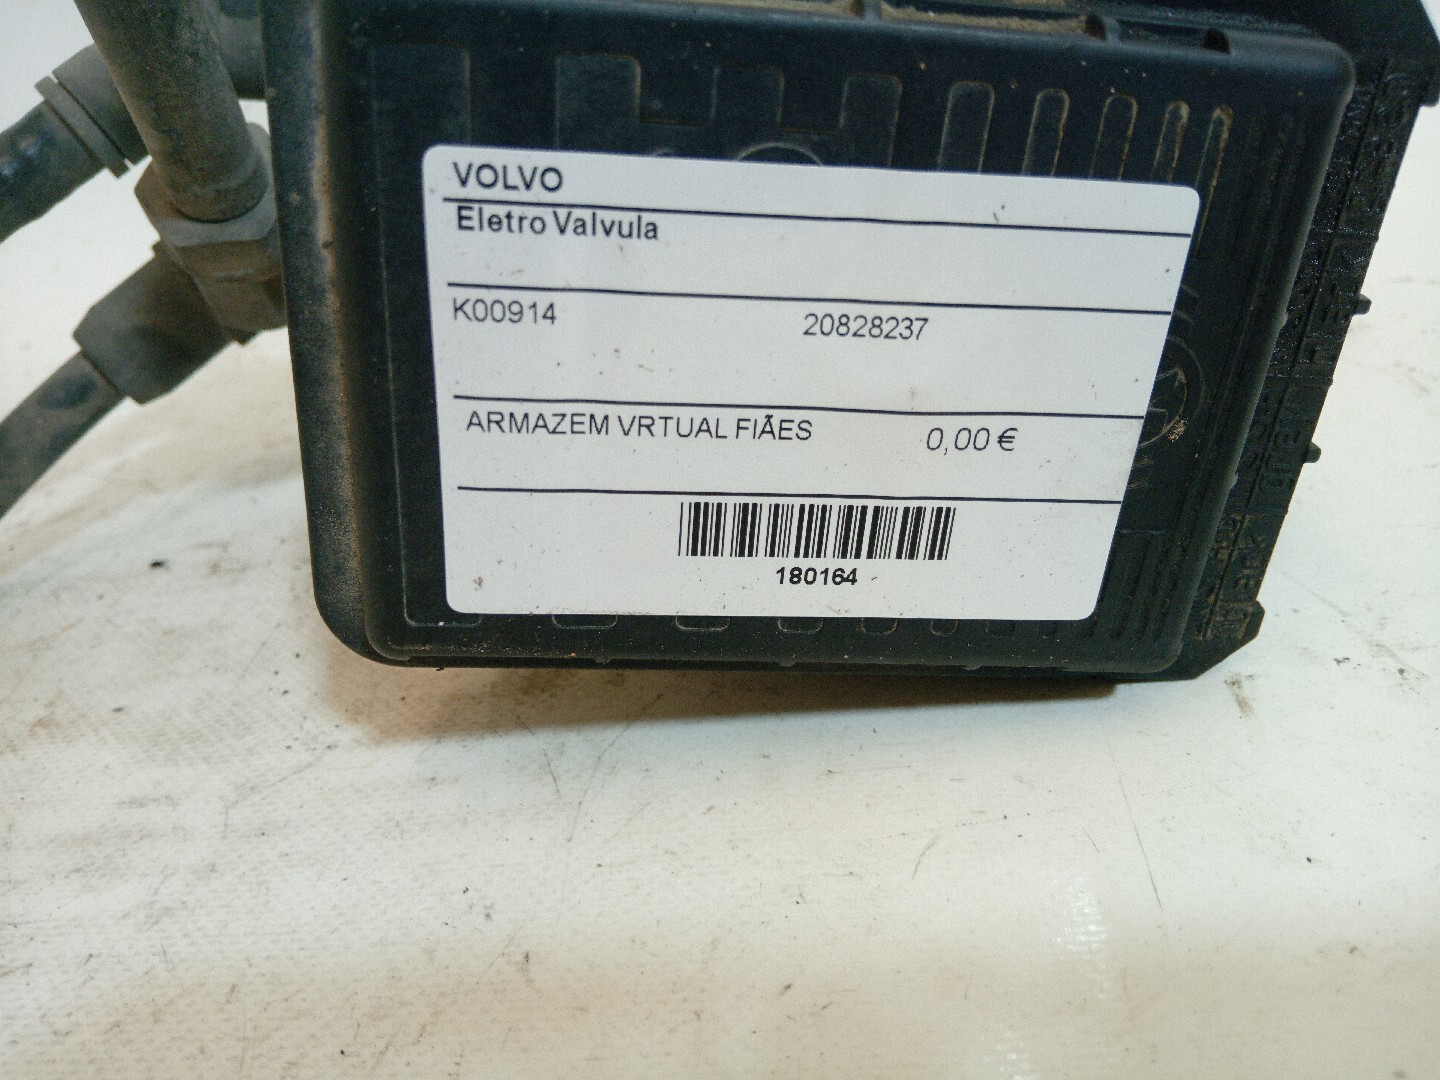 VOLVO
Eletro Valvula
K00914 20828237
ARMAZEM VRTUAL FIÃES 0,00 €
180164